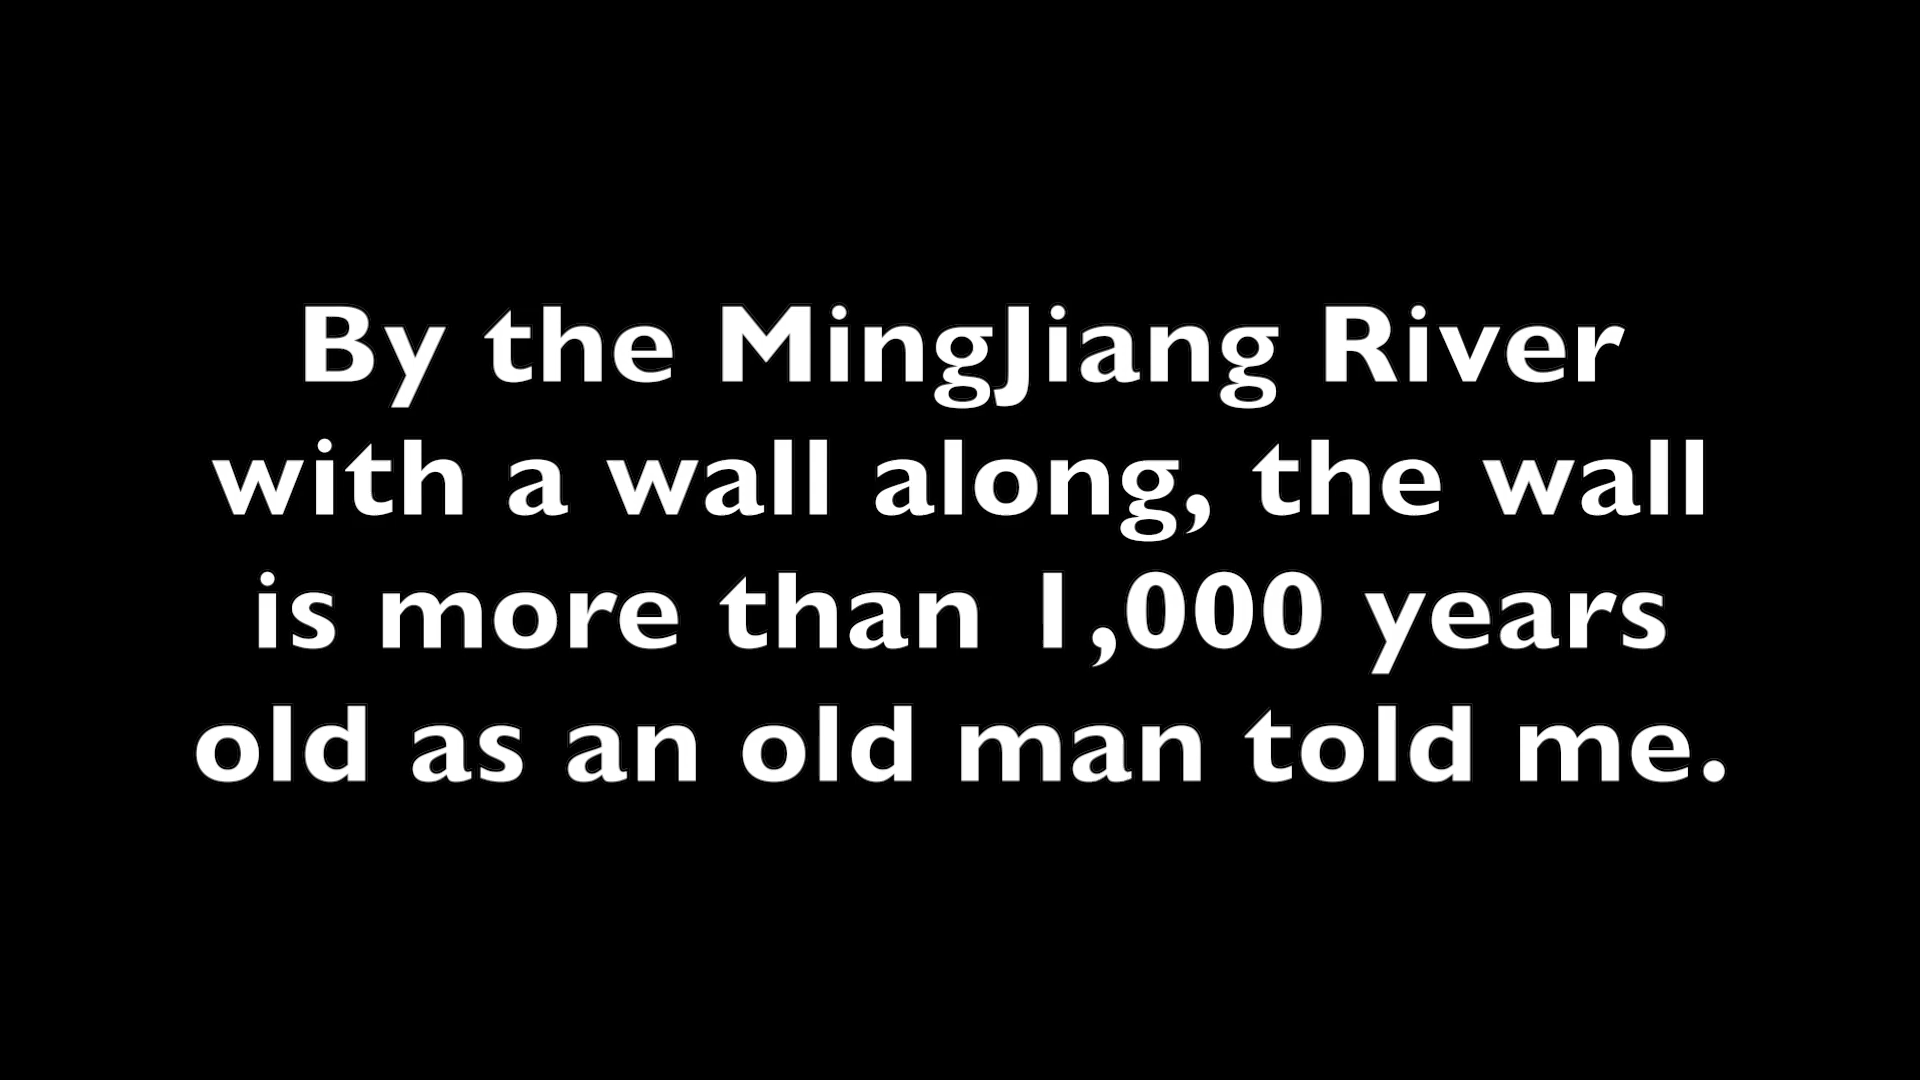 By the MingJiang River
with a wall along, the wall
is more than 1,000 years
old as an old man told me.